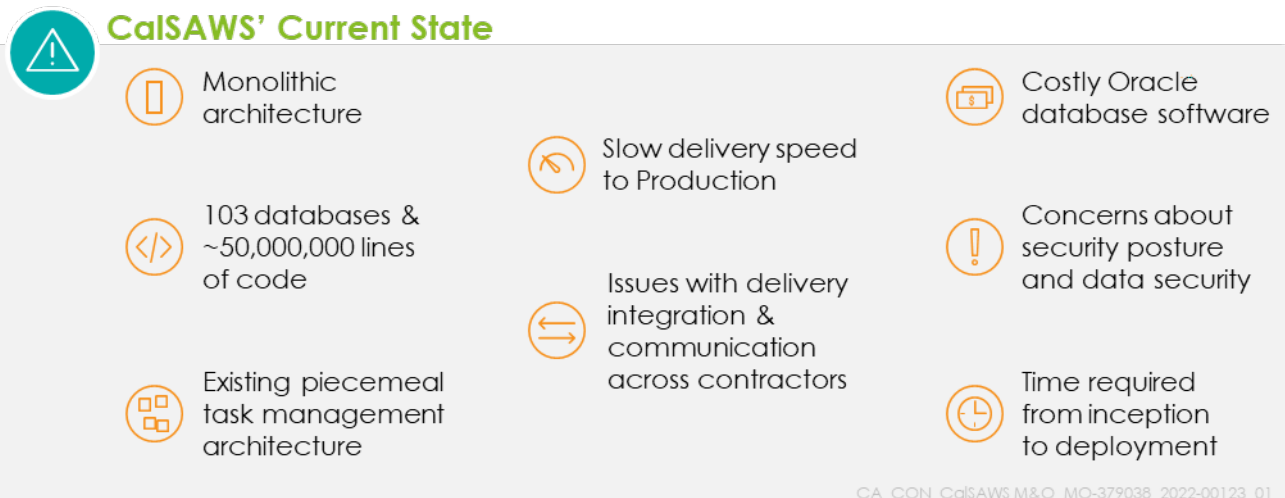 CalSAWS' Current State
Monolithic
architecture
103 databases &
~50,000,000 lines
of code
Existing piecemeal
task management
architecture
Slow delivery speed
to Production
Issues with delivery
integration &
communication
across contractors
Costly Oracle
database software
Concerns about
security posture
and data security
Time required
from inception
to deployment
CA_CON_CalSAWS M&O_MO-379038_2022-00123_01